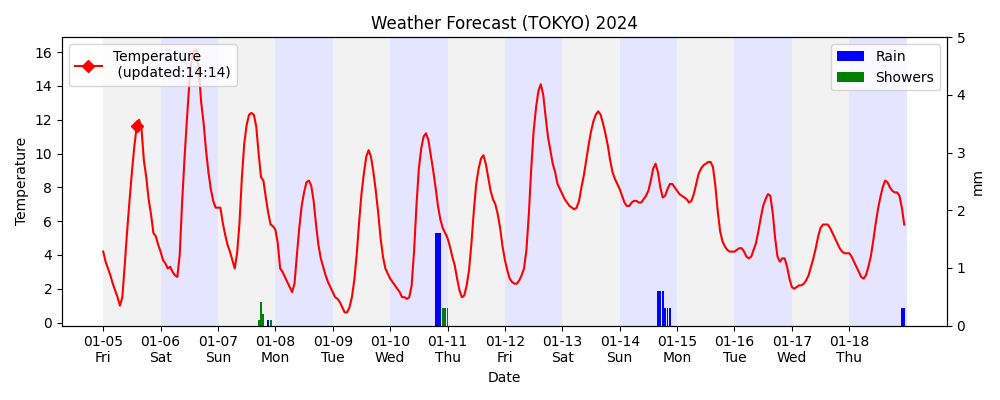 Weather Forecast (TOKYO) 2024
Temperature
(updated:14:14)
Rain
Showers
Temperature
16
14
12
10
8
6
4
2
0
mm
5
4
3
2
1
0
01-05 01-06 01-07 01-08 01-09 01-10 01-11 01-12 01-13 01-14 01-15 01-16 01-17 01-18
Fri Sat Sun Mon Tue Wed Thu Fri Sat Sun Mon Tue Wed Thu
Date